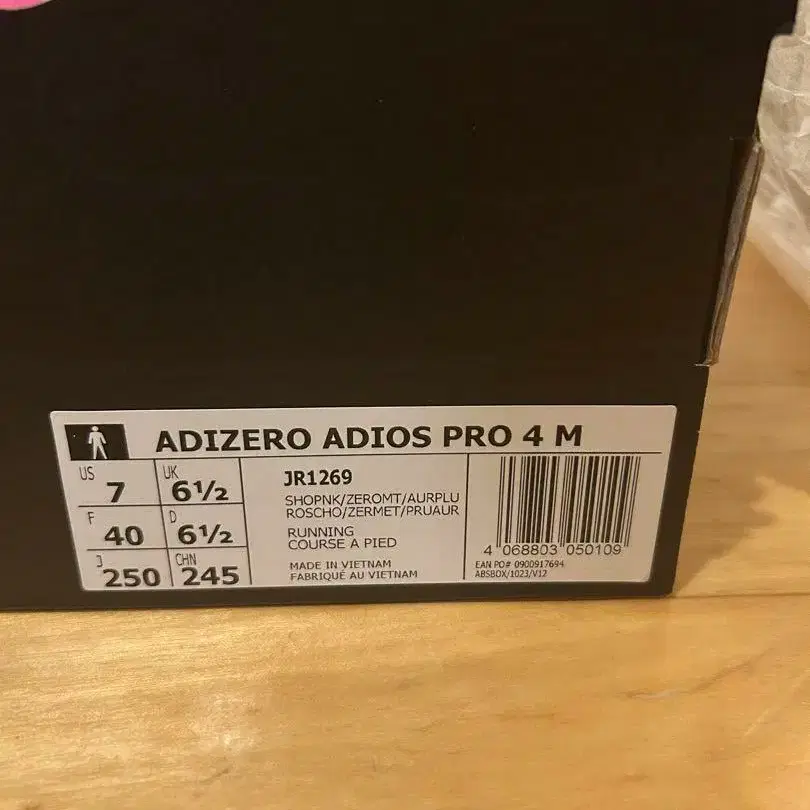 ADIZERO ADIOS PRO 4 M
US 7 UK 6½
F 40 D 6½
J 250 CHN 245
JR1269
SHOPNK/ZEROMT/AURPLU
ROSCHO/ZERMET/PRUAUR
RUNNING
COURSE A PIED
MADE IN VIETNAM
FABRIQUÉ AU VIETNAM
4 068803 050109
EAN PO# 0900917694
ABSBOX/1023/V12